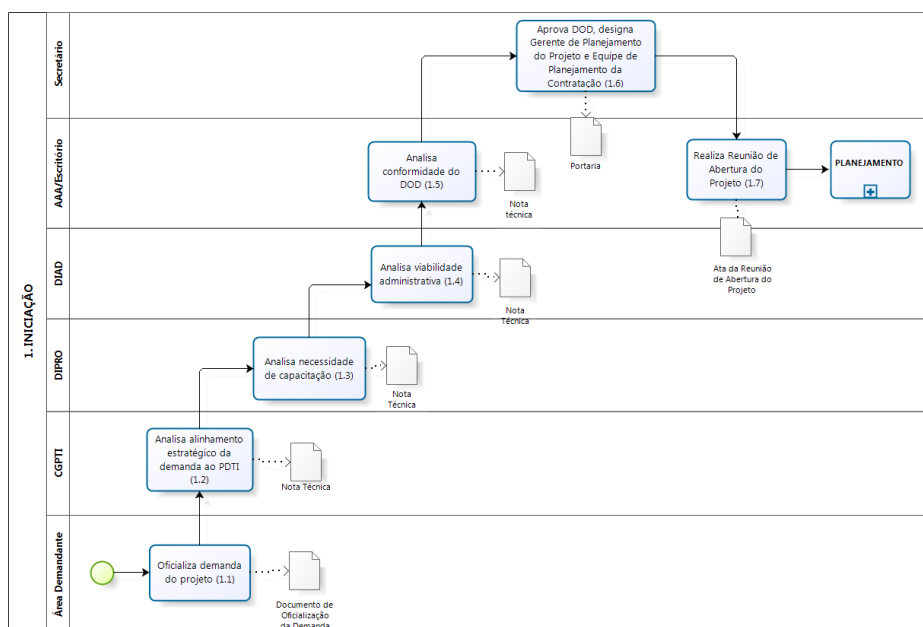 1. INICIAÇÃO
Secretário
Aprova DOD, designa
Gerente de Planejamento
do Projeto e Equipe de
Planejamento da
Contratação (1.6)
Portaria
AAA/Escritório
Analisa
conformidade do
DOD (1.5)
Nota
técnica
Realiza Reunião de
Abertura do
Projeto (1.7)
PLANEJAMENTO
Ata da Reunião
de Abertura do
Projeto
DIAD
Analisa viabilidade
administrativa (1.4)
Nota
Técnica
DIPRO
Analisa necessidade
de capacitação (1.3)
Nota
Técnica
CGPTI
Analisa alinhamento
estratégico da
demanda ao PDTI
(1.2)
Nota Técnica
Área Demandante
Oficializa demanda
do projeto (1.1)
Documento de
Oficialização
da Demanda